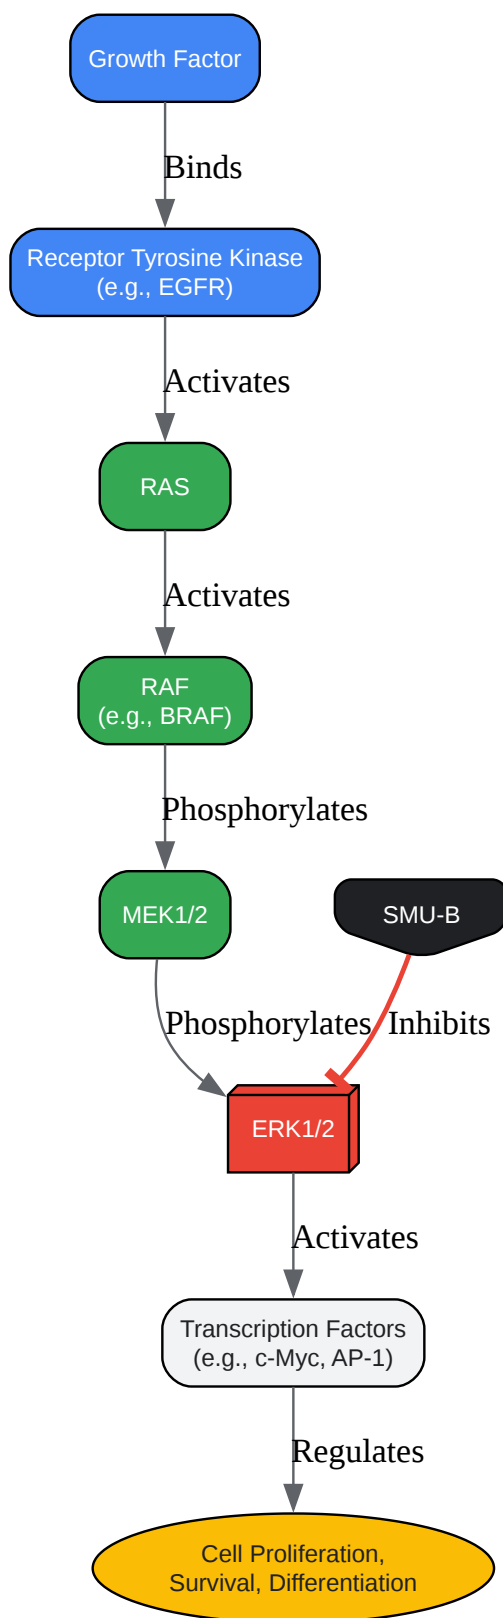 Growth Factor
Binds
Receptor Tyrosine Kinase
(e.g., EGFR)
Activates
RAS
Activates
RAF
(e.g., BRAF)
Phosphorylates
MEK1/2
SMU-B
Phosphorylates
Inhibits
ERK1/2
Activates
Transcription Factors
(e.g., c-Myc, AP-1)
Regulates
Cell Proliferation,
Survival, Differentiation